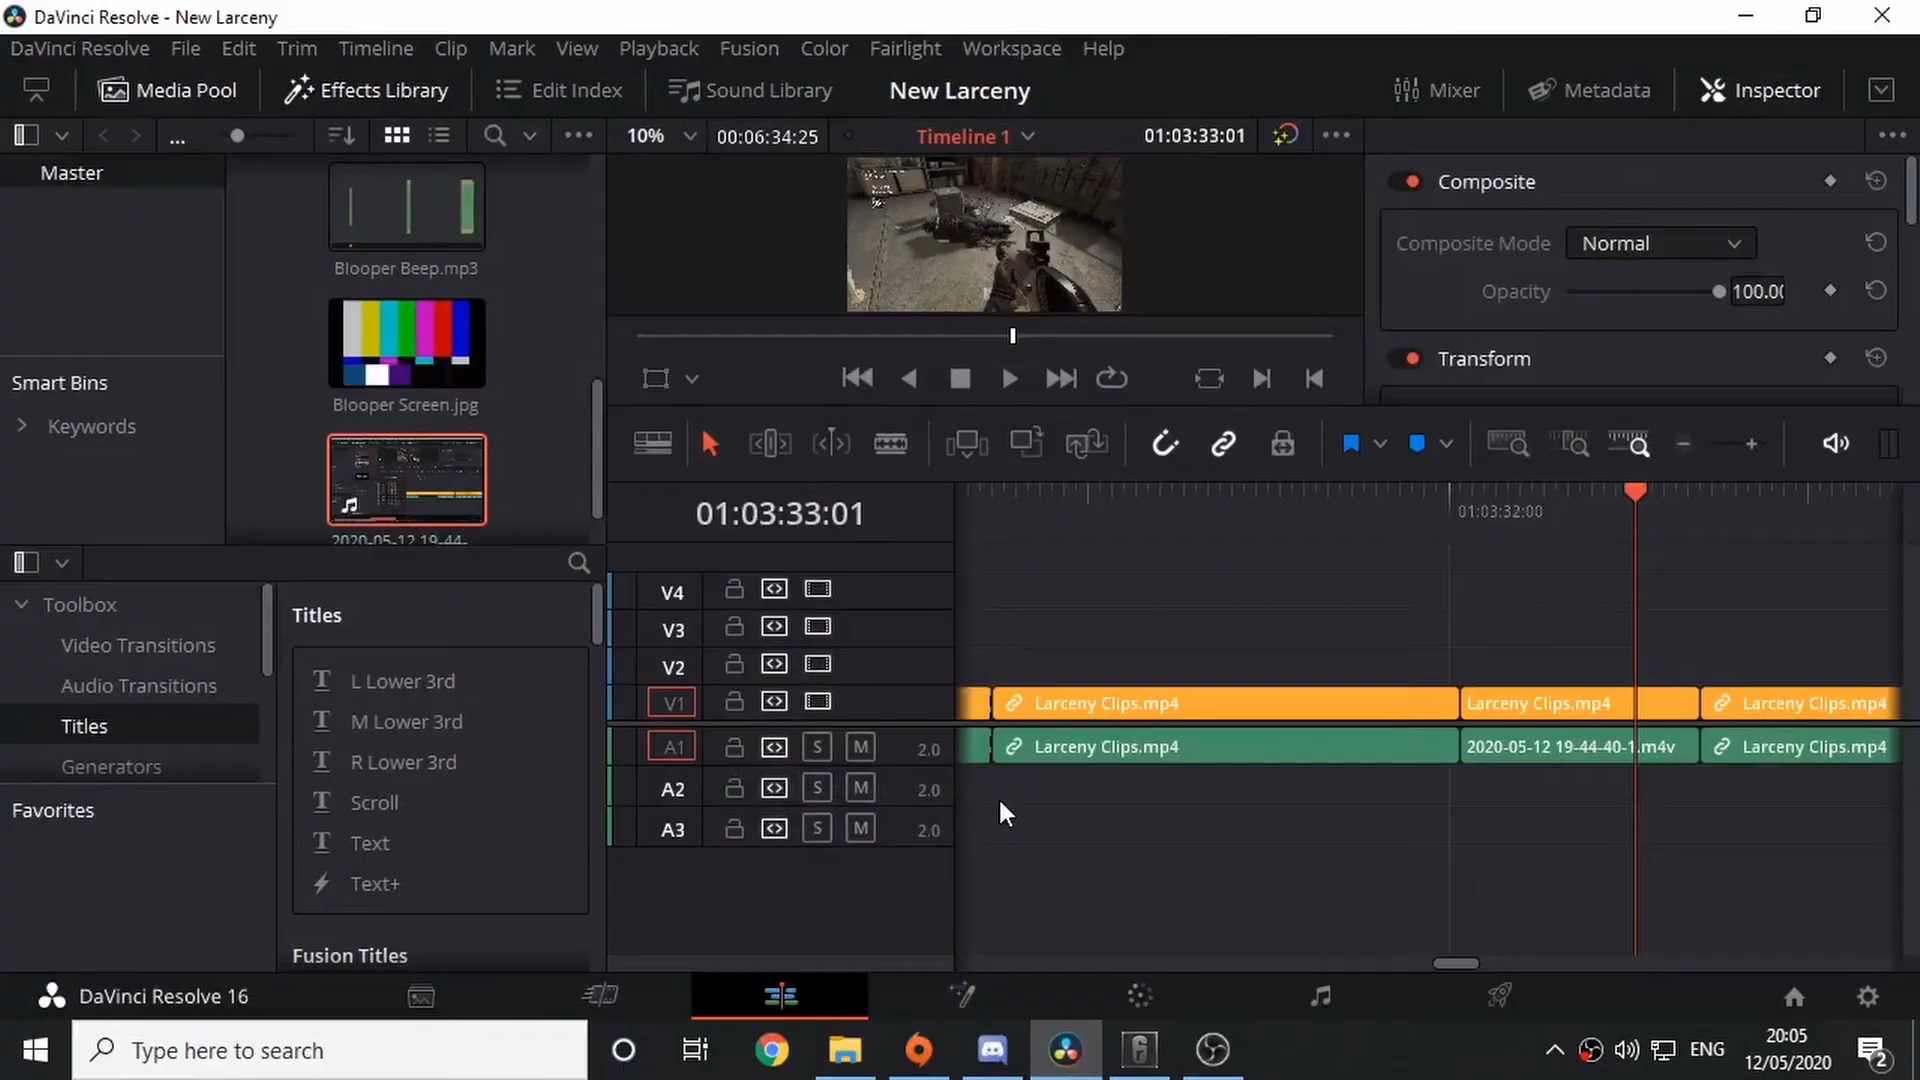 DaVinci Resolve - New Larceny
DaVinci Resolve File Edit Trim Timeline Clip Mark View Playback Fusion Color Fairlight Workspace Help
Media Pool Effects Library Edit Index Sound Library New Larceny Mixer Metadata Inspector
... 10% 00:06:34:25 Timeline 1 01:03:33:01
Master
Blooper Beep.mp3
Blooper Screen.jpg
2020-05-12 19-44-
Smart Bins
Keywords
Composite
Composite Mode Normal
Opacity 100.00
Transform
01:03:33:01
01:03:32:00
Toolbox
Video Transitions
Audio Transitions
Titles
Generators
Favorites
Titles
L Lower 3rd
M Lower 3rd
R Lower 3rd
Scroll
Text
Text+
Fusion Titles
V4
V3
V2
V1 Larceny Clips.mp4 Larceny Clips.mp4 Larceny Clips.mp4
A1 S M 2.0 Larceny Clips.mp4 2020-05-12 19-44-40-1.m4v Larceny Clips.mp4
A2 S M 2.0
A3 S M 2.0
DaVinci Resolve 16
Type here to search
ENG
20:05
12/05/2020
2